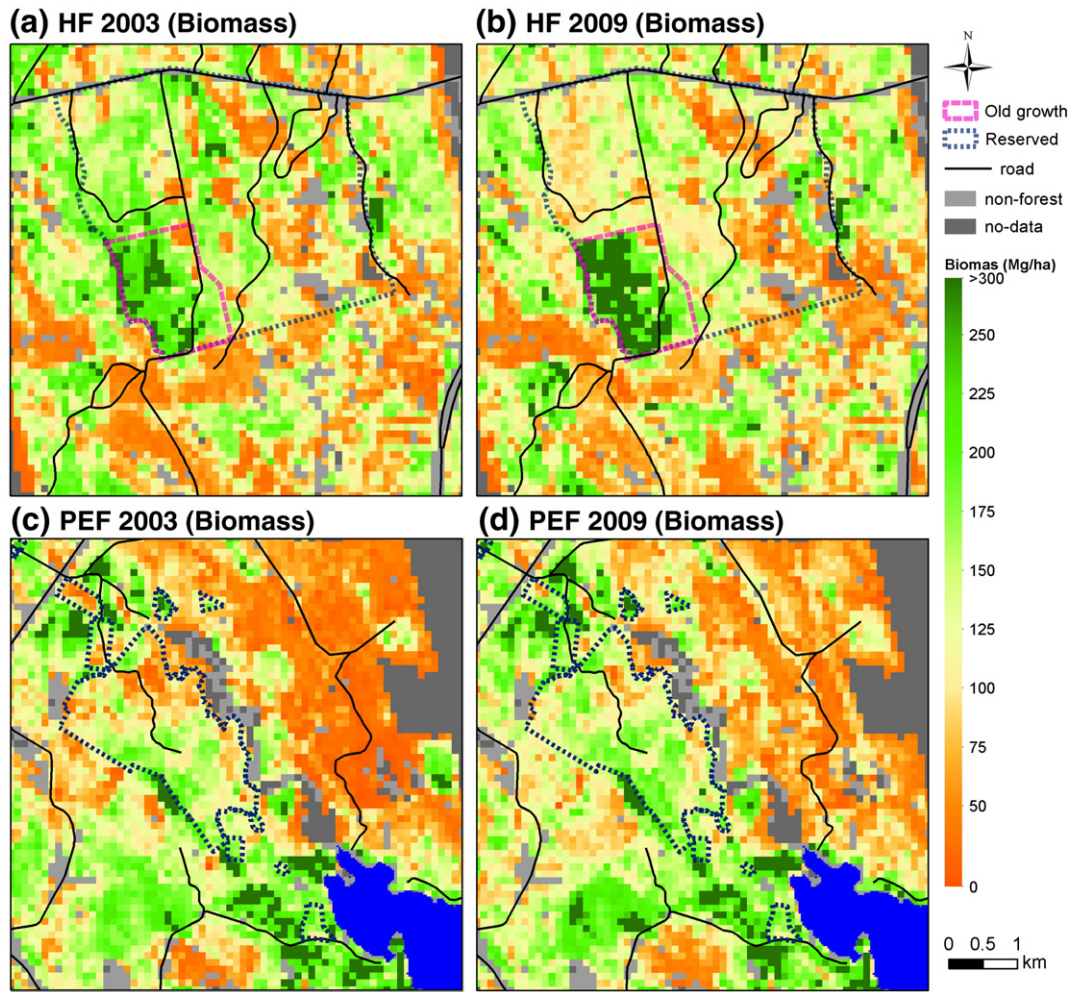 (a) HF 2003 (Biomass)
(b) HF 2009 (Biomass)
N
Old growth
Reserved
road
non-forest
no-data
Biomas (Mg/ha)
>300
250
225
200
175
150
125
100
75
50
0
(c) PEF 2003 (Biomass)
(d) PEF 2009 (Biomass)
0 0.5 1
km